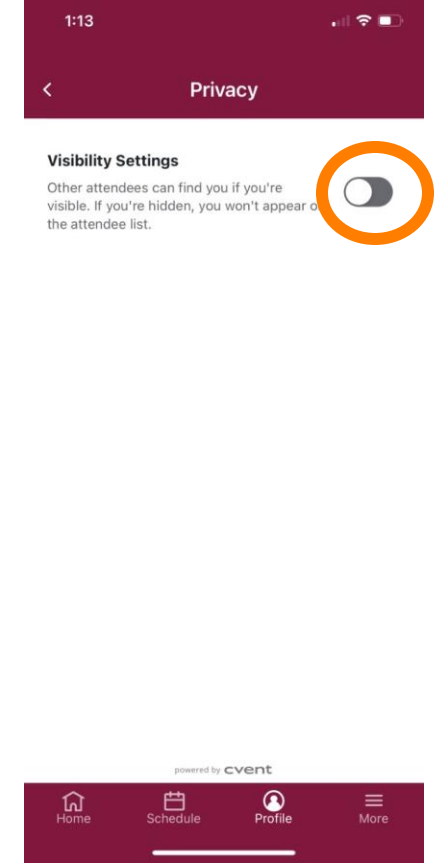 1:13
Privacy
Visibility Settings
Other attendees can find you if you're
visible. If you're hidden, you won't appear
the attendee list.
powered by cvent
Home Schedule Profile More